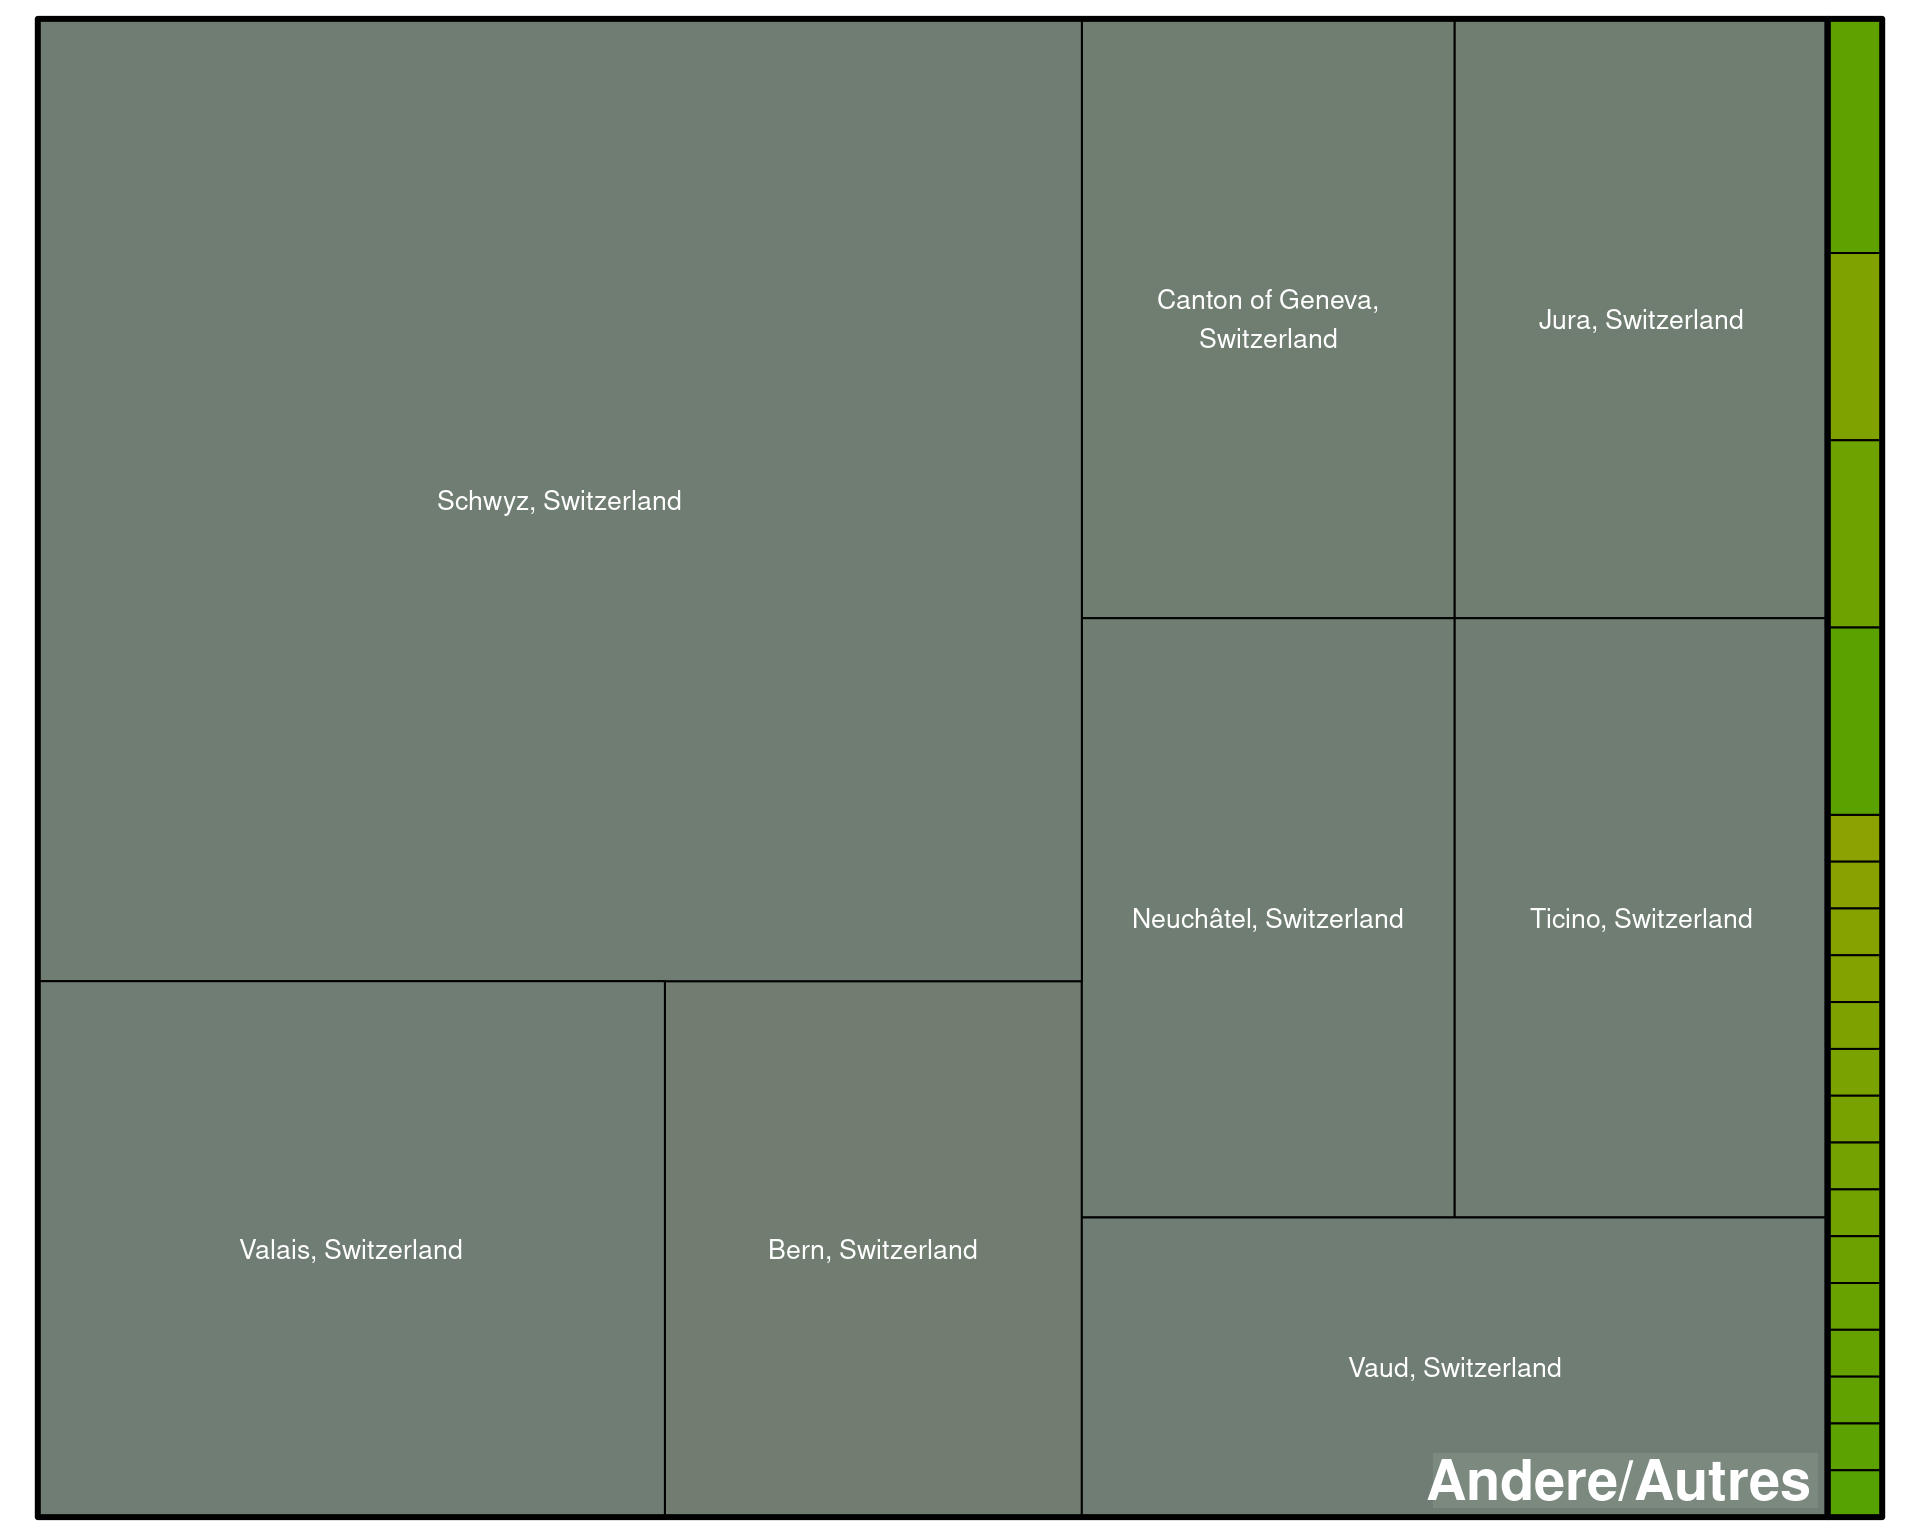 Canton of Geneva,
Switzerland
Jura, Switzerland
Schwyz, Switzerland
Neuchâtel, Switzerland
Ticino, Switzerland
Valais, Switzerland
Bern, Switzerland
Vaud, Switzerland
Andere/Autres